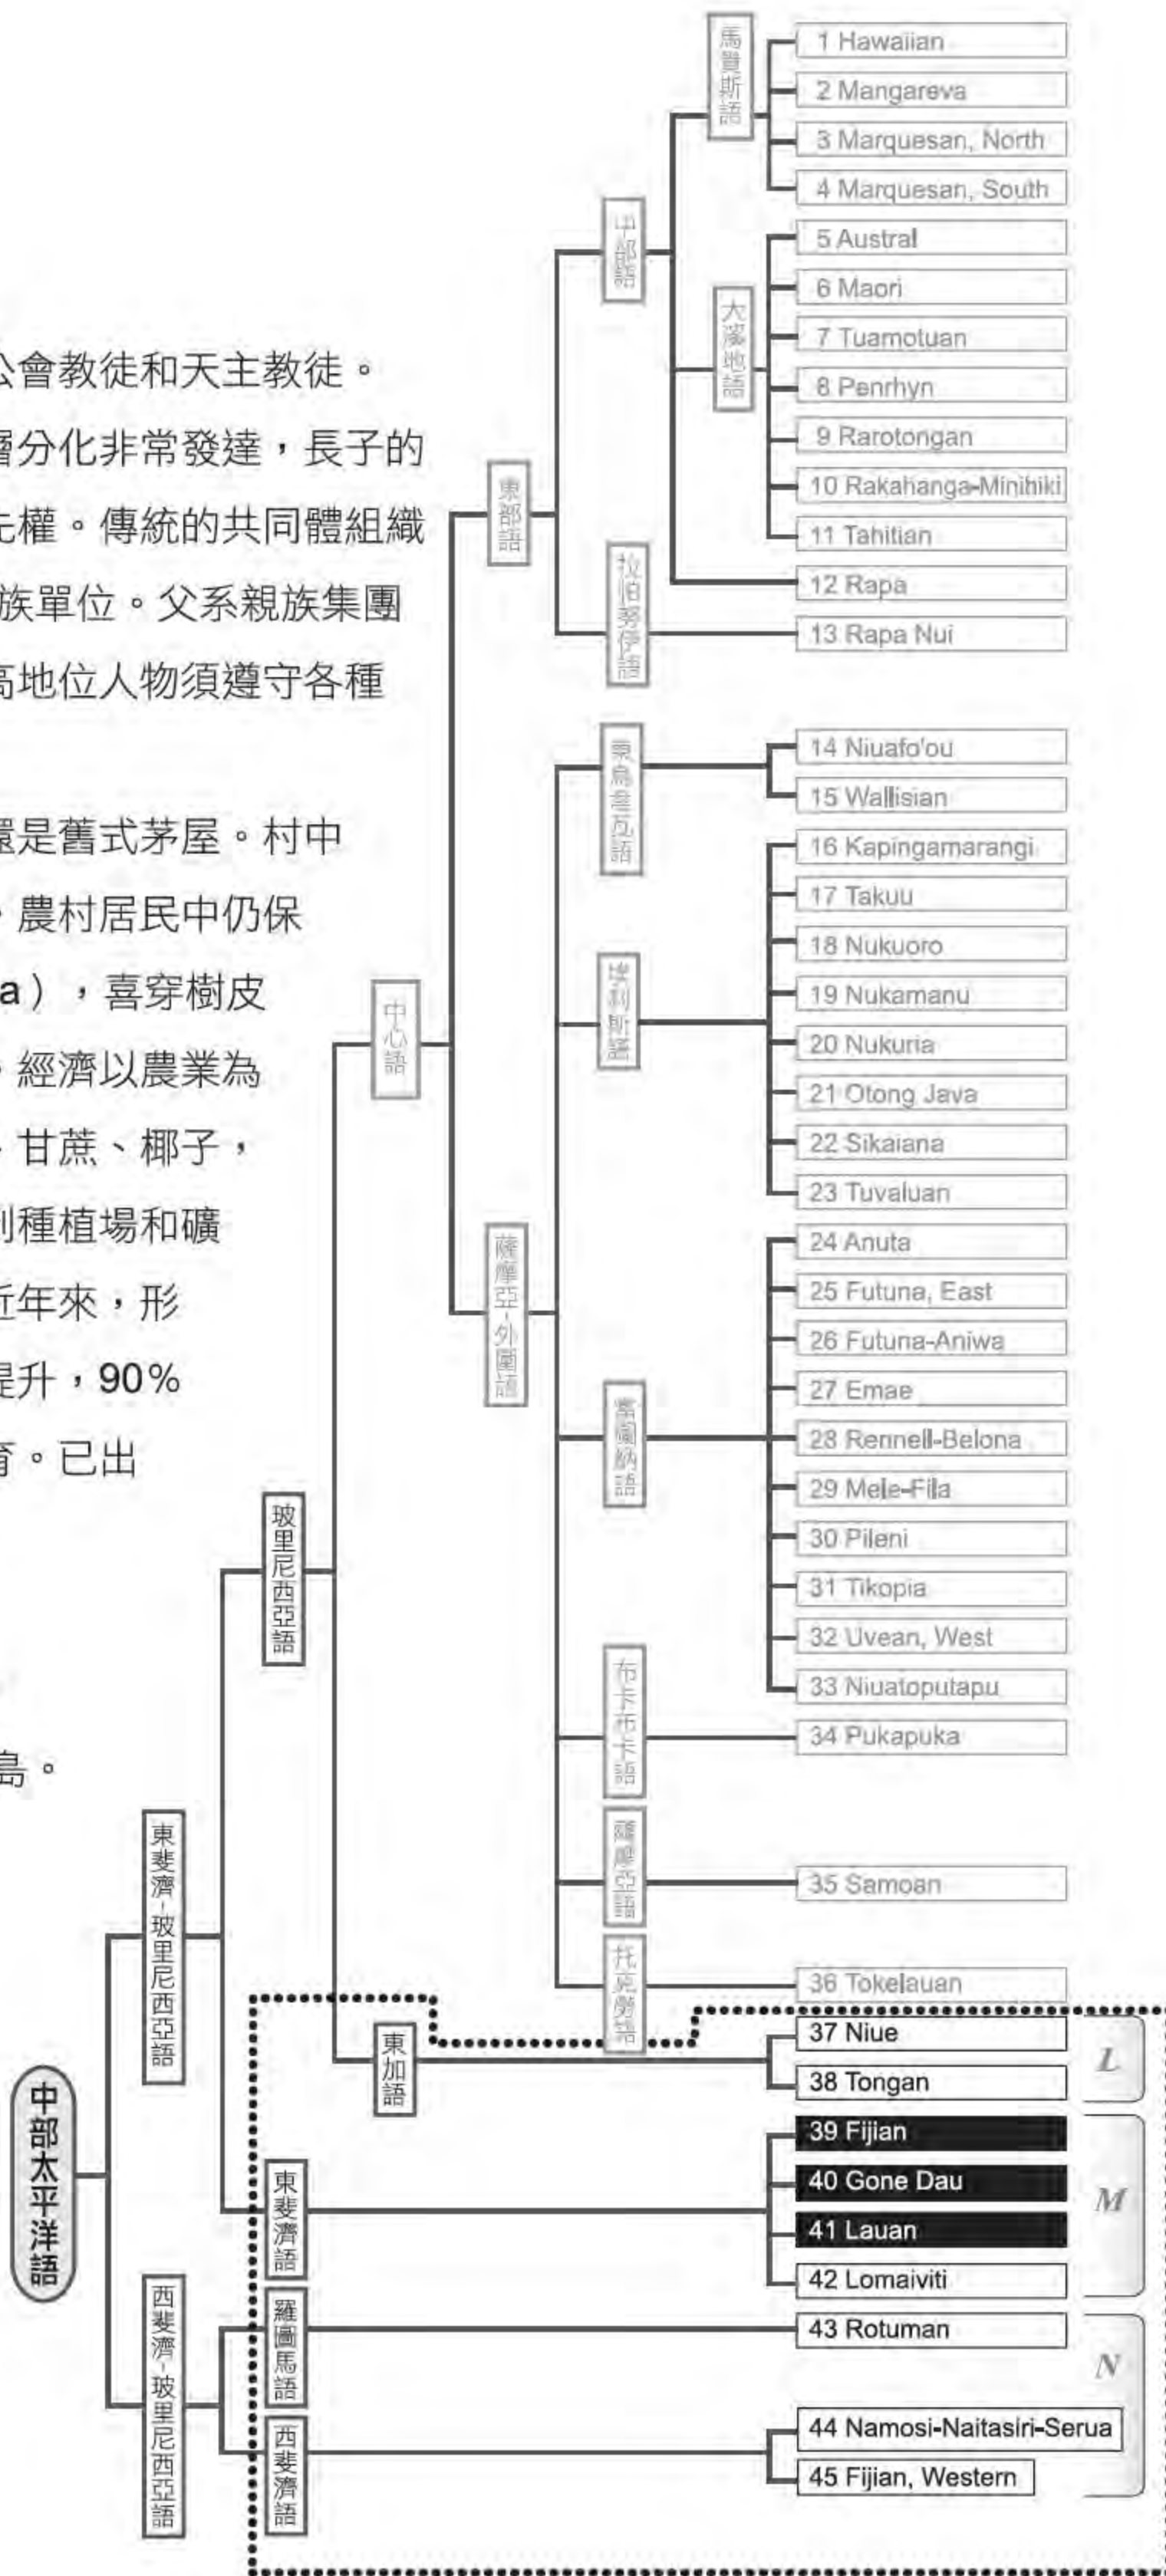 公會教徒和天主教徒。
層分化非常發達，長子的
先權。傳統的共同體組織
族單位。父系親族集團
高地位人物須遵守各種
還是舊式茅屋。村中
，農村居民中仍保
a），喜穿樹皮
。經濟以農業為
、甘蔗、椰子，
到種植場和礦
近年來，形
提升，90%
育。已出
島。
中部太平洋語
東斐濟-玻里尼西亞語
西斐濟-玻里尼西亞語
玻里尼西亞語
東斐濟語
羅圖馬語
西斐濟語
中心語
東加語
東部語
薩摩亞-外圍語
中部語
拉伯努伊語
東烏韋瓦語
埃利斯語
富圖納語
布卡布卡語
薩摩亞語
托克勞語
馬貴斯語
大溪地語
1 Hawaiian
2 Mangareva
3 Marquesan, North
4 Marquesan, South
5 Austral
6 Maori
7 Tuamotuan
8 Penrhyn
9 Rarotongan
10 Rakahanga-Minihiki
11 Tahitian
12 Rapa
13 Rapa Nui
14 Niuafo'ou
15 Wallisian
16 Kapingamarangi
17 Takuu
18 Nukuoro
19 Nukamanu
20 Nukuria
21 Otong Java
22 Sikaiana
23 Tuvaluan
24 Anuta
25 Futuna, East
26 Futuna-Aniwa
27 Emae
28 Rennell-Belona
29 Mele-Fila
30 Pileni
31 Tikopia
32 Uvean, West
33 Niuatoputapu
34 Pukapuka
35 Samoan
36 Tokelauan
37 Niue
38 Tongan
L
39 Fijian
40 Gone Dau
41 Lauan
42 Lomaiviti
M
43 Rotuman
44 Namosi-Naitasiri-Serua
45 Fijian, Western
N